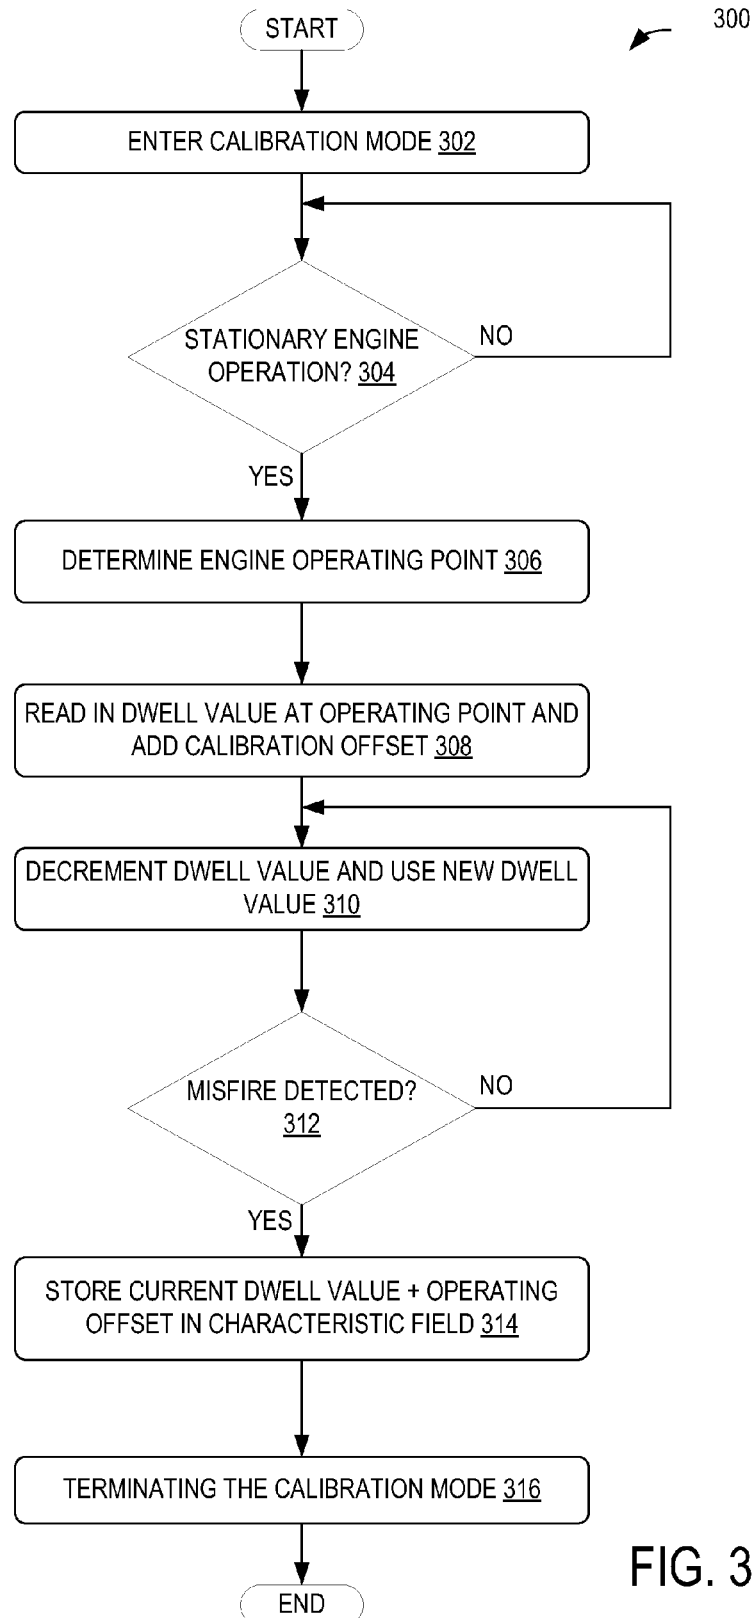 START
300
ENTER CALIBRATION MODE 302
STATIONARY ENGINE
OPERATION? 304
NO
YES
DETERMINE ENGINE OPERATING POINT 306
READ IN DWELL VALUE AT OPERATING POINT AND
ADD CALIBRATION OFFSET 308
DECREMENT DWELL VALUE AND USE NEW DWELL
VALUE 310
MISFIRE DETECTED?
312
NO
YES
STORE CURRENT DWELL VALUE + OPERATING
OFFSET IN CHARACTERISTIC FIELD 314
TERMINATING THE CALIBRATION MODE 316
END
FIG. 3